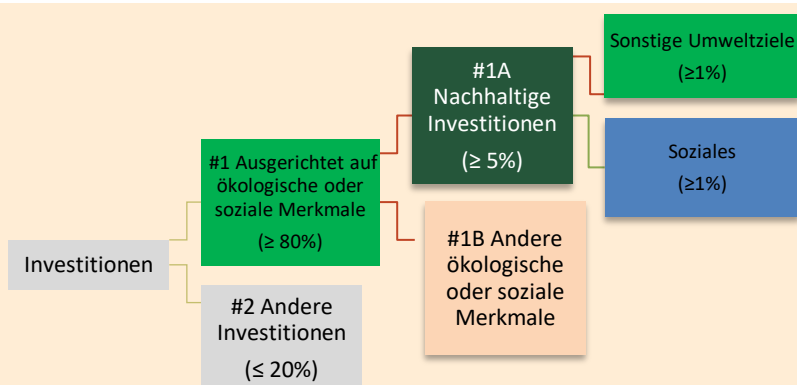 Investitionen
#1 Ausgerichtet auf
ökologische oder
soziale Merkmale
(≥ 80%)
#2 Andere
Investitionen
(≤ 20%)
#1A
Nachhaltige
Investitionen
(≥ 5%)
#1B Andere
ökologische
oder soziale
Merkmale
Sonstige Umweltziele
(≥1%)
Soziales
(≥1%)